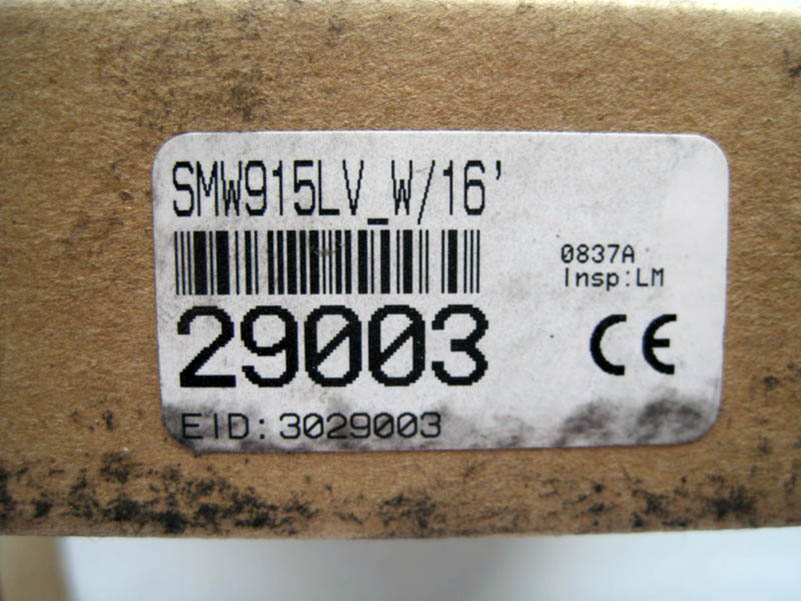 SMW915LV_W/16'
0837A
Insp:LM
29003
CE
EID: 3029003